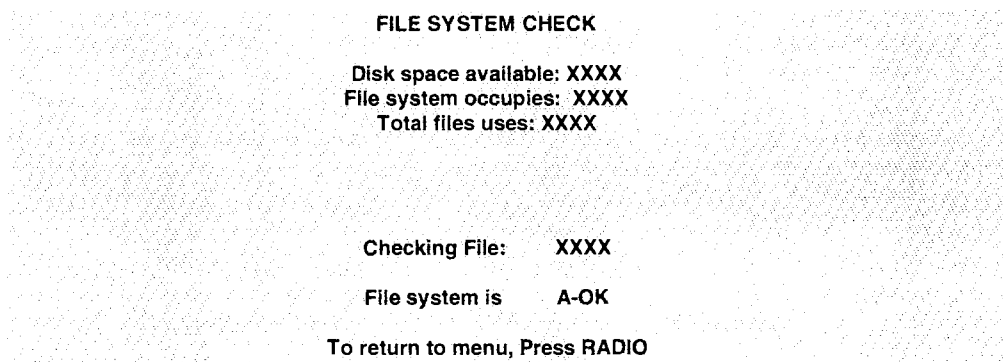 FILE SYSTEM CHECK
Disk space available: XXXX
File system occupies: XXXX
Total files uses: XXXX
Checking File: XXXX
File system is A-OK
To return to menu, Press RADIO